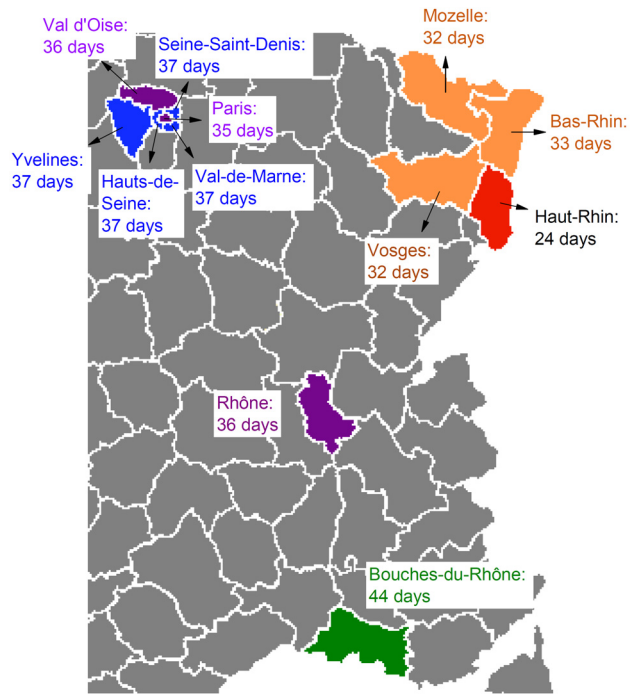 Val d'Oise:
36 days
Seine-Saint-Denis:
37 days
Mozelle:
32 days
Paris:
35 days
Bas-Rhin:
33 days
Yvelines:
37 days
Hauts-de-
Seine:
37 days
Val-de-Marne:
37 days
Haut-Rhin:
24 days
Vosges:
32 days
Rhône:
36 days
Bouches-du-Rhône:
44 days